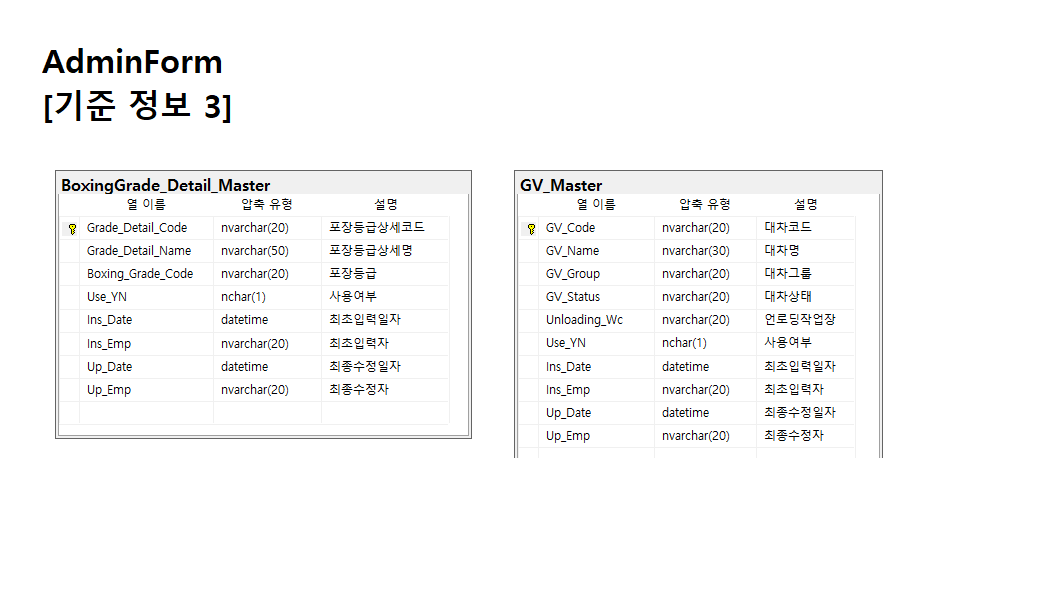 AdminForm
[기준 정보 3]
BoxingGrade_Detail_Master
열 이름 압축 유형 설명
Grade_Detail_Code nvarchar(20) 포장등급상세코드
Grade_Detail_Name nvarchar(50) 포장등급상세명
Boxing_Grade_Code nvarchar(20) 포장등급
Use_YN nchar(1) 사용여부
Ins_Date datetime 최초입력일자
Ins_Emp nvarchar(20) 최초입력자
Up_Date datetime 최종수정일자
Up_Emp nvarchar(20) 최종수정자
GV_Master
열 이름 압축 유형 설명
GV_Code nvarchar(20) 대차코드
GV_Name nvarchar(30) 대차명
GV_Group nvarchar(20) 대차그룹
GV_Status nvarchar(20) 대차상태
Unloading_Wc nvarchar(20) 언로딩작업장
Use_YN nchar(1) 사용여부
Ins_Date datetime 최초입력일자
Ins_Emp nvarchar(20) 최초입력자
Up_Date datetime 최종수정일자
Up_Emp nvarchar(20) 최종수정자